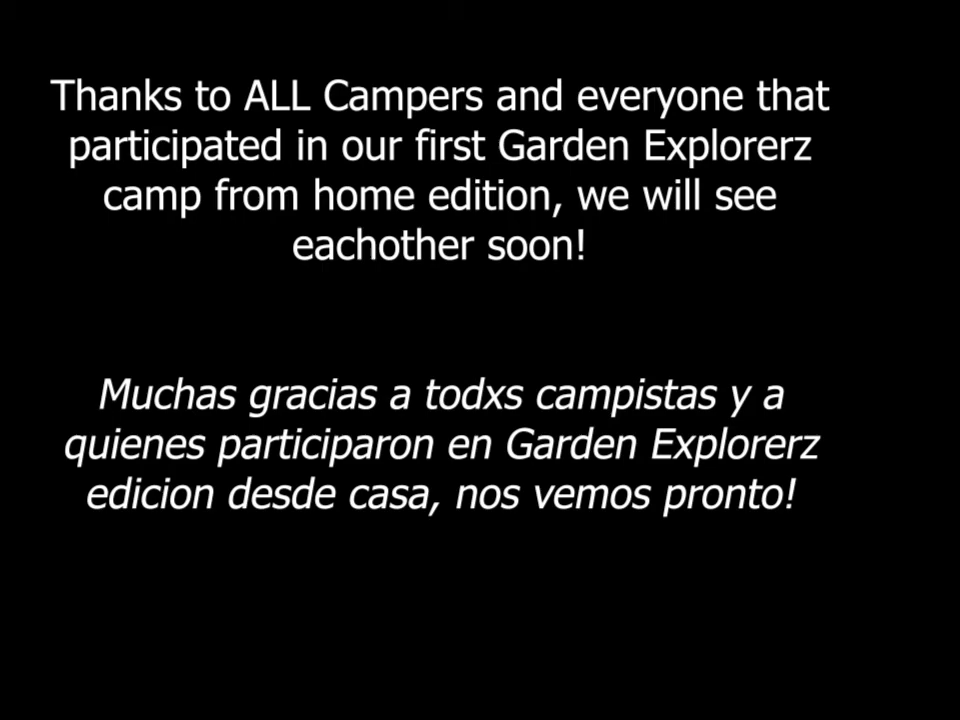 Thanks to ALL Campers and everyone that
participated in our first Garden Explorerz
camp from home edition, we will see
eachother soon!
Muchas gracias a todxs campistas y a
quienes participaron en Garden Explorerz
edicion desde casa, nos vemos pronto!